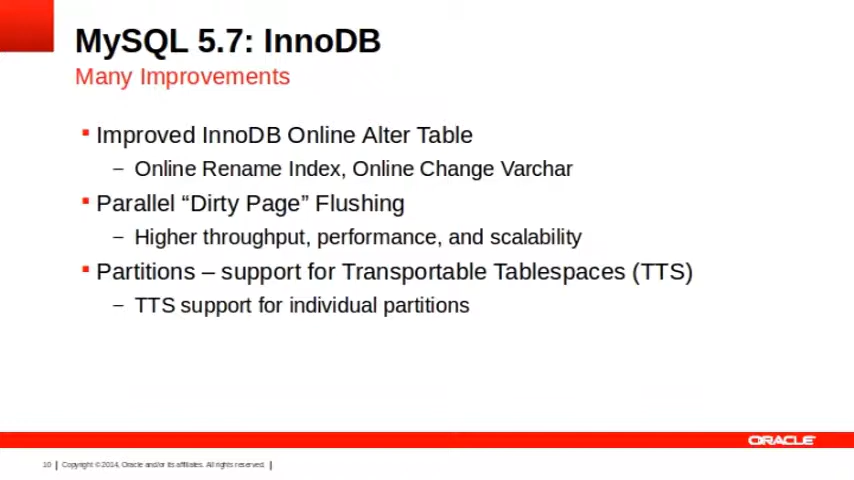 MySQL 5.7: InnoDB
Many Improvements
▪ Improved InnoDB Online Alter Table
– Online Rename Index, Online Change Varchar
▪ Parallel “Dirty Page” Flushing
– Higher throughput, performance, and scalability
▪ Partitions – support for Transportable Tablespaces (TTS)
– TTS support for individual partitions
ORACLE
10 | Copyright © 2014, Oracle and/or its affiliates. All rights reserved. |